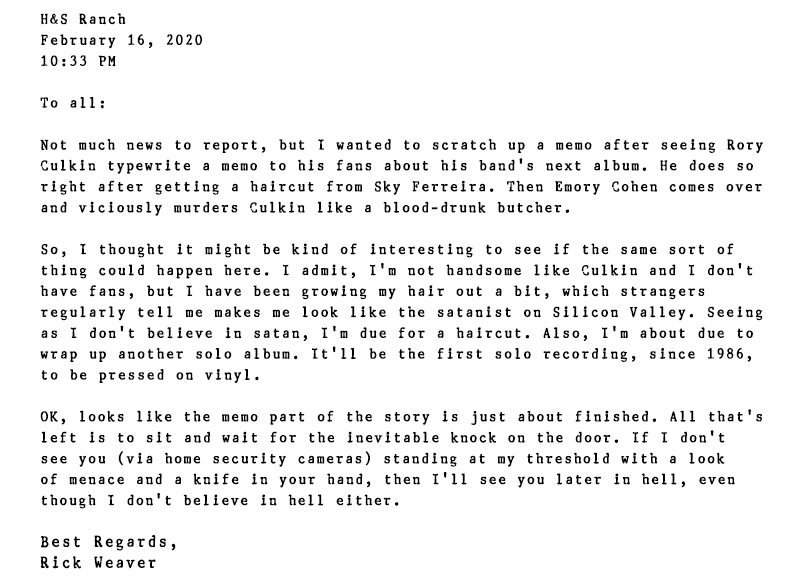 H&S Ranch
February 16, 2020
10:33 PM
To all:
Not much news to report, but I wanted to scratch up a memo after seeing Rory
Culkin typewrite a memo to his fans about his band's next album. He does so
right after getting a haircut from Sky Ferreira. Then Emory Cohen comes over
and viciously murders Culkin like a blood-drunk butcher.
So, I thought it might be kind of interesting to see if the same sort of
thing could happen here. I admit, I'm not handsome like Culkin and I don't
have fans, but I have been growing my hair out a bit, which strangers
regularly tell me makes me look like the satanist on Silicon Valley. Seeing
as I don't believe in satan, I'm due for a haircut. Also, I'm about due to
wrap up another solo album. It'll be the first solo recording, since 1986,
to be pressed on vinyl.
OK, looks like the memo part of the story is just about finished. All that's
left is to sit and wait for the inevitable knock on the door. If I don't
see you (via home security cameras) standing at my threshold with a look
of menace and a knife in your hand, then I'll see you later in hell, even
though I don't believe in hell either.
Best Regards,
Rick Weaver